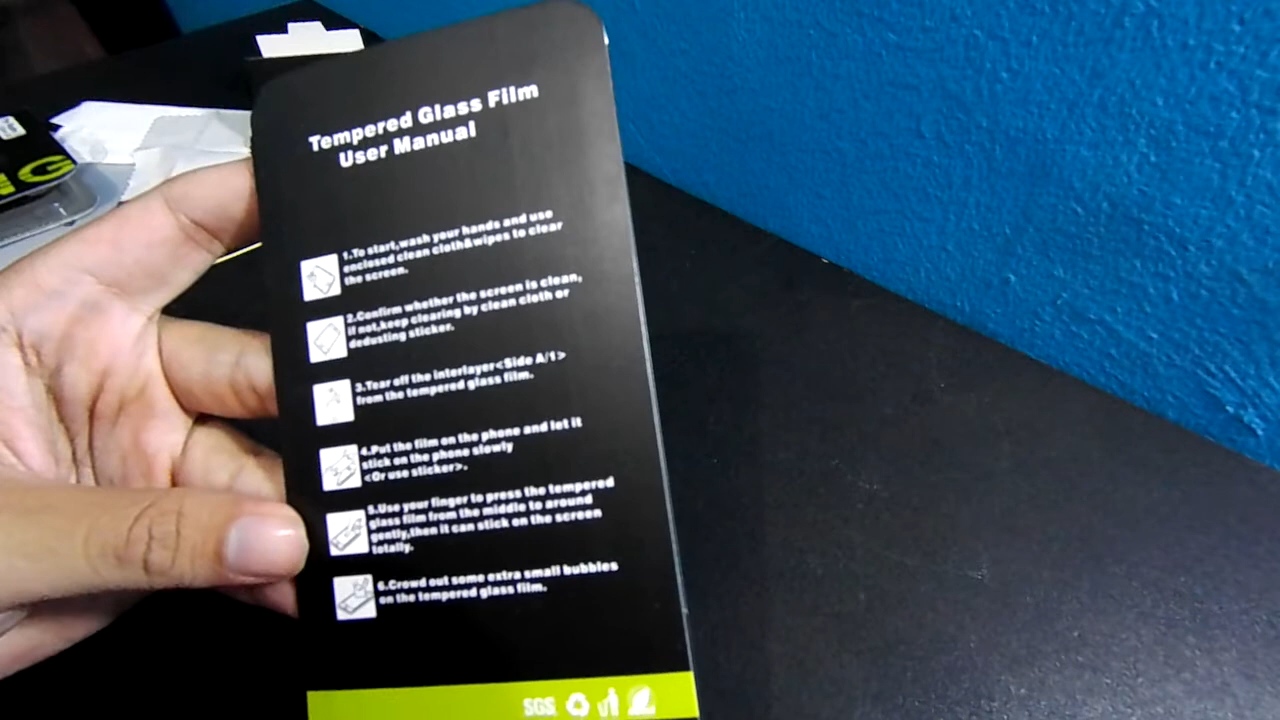 Tempered Glass Film
User Manual
1.To start,wash your hands and use
enclosed clean cloth&wipes to clear
the screen.
2.Confirm whether the screen is clean,
if not,keep clearing by clean cloth or
dedusting sticker.
3.Tear off the interlayer<Side A/1>
from the tempered glass film.
4.Put the film on the phone and let it
stick on the phone slowly
<Or use sticker>.
5.Use your finger to press the tempered
glass film from the middle to around
gently,then it can stick on the screen
totally.
6.Crowd out some extra small bubbles
on the tempered glass film.
SGS